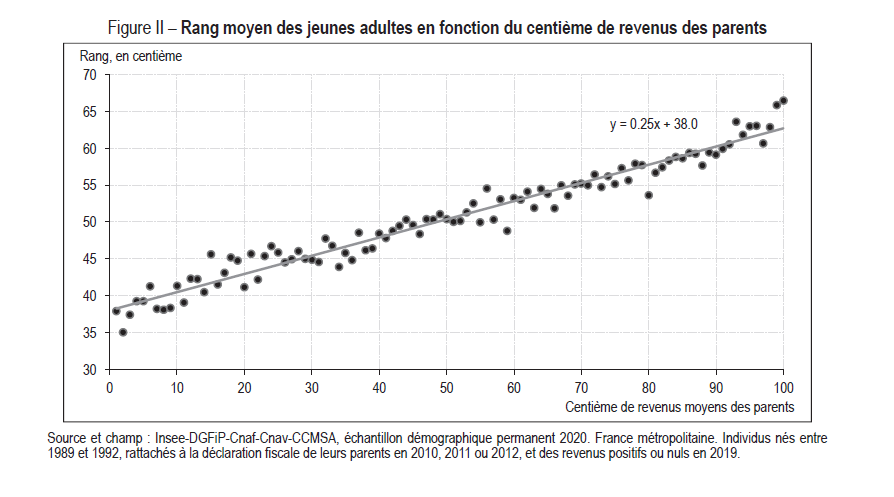 Figure II – Rang moyen des jeunes adultes en fonction du centième de revenus des parents
Rang, en centième
70
65
y = 0.25x + 38.0
60
55
50
45
40
35
30
0 10 20 30 40 50 60 70 80 90 100
Centième de revenus moyens des parents
Source et champ : Insee-DGFiP-Cnaf-Cnav-CCMSA, échantillon démographique permanent 2020. France métropolitaine. Individus nés entre
1989 et 1992, rattachés à la déclaration fiscale de leurs parents en 2010, 2011 ou 2012, et des revenus positifs ou nuls en 2019.